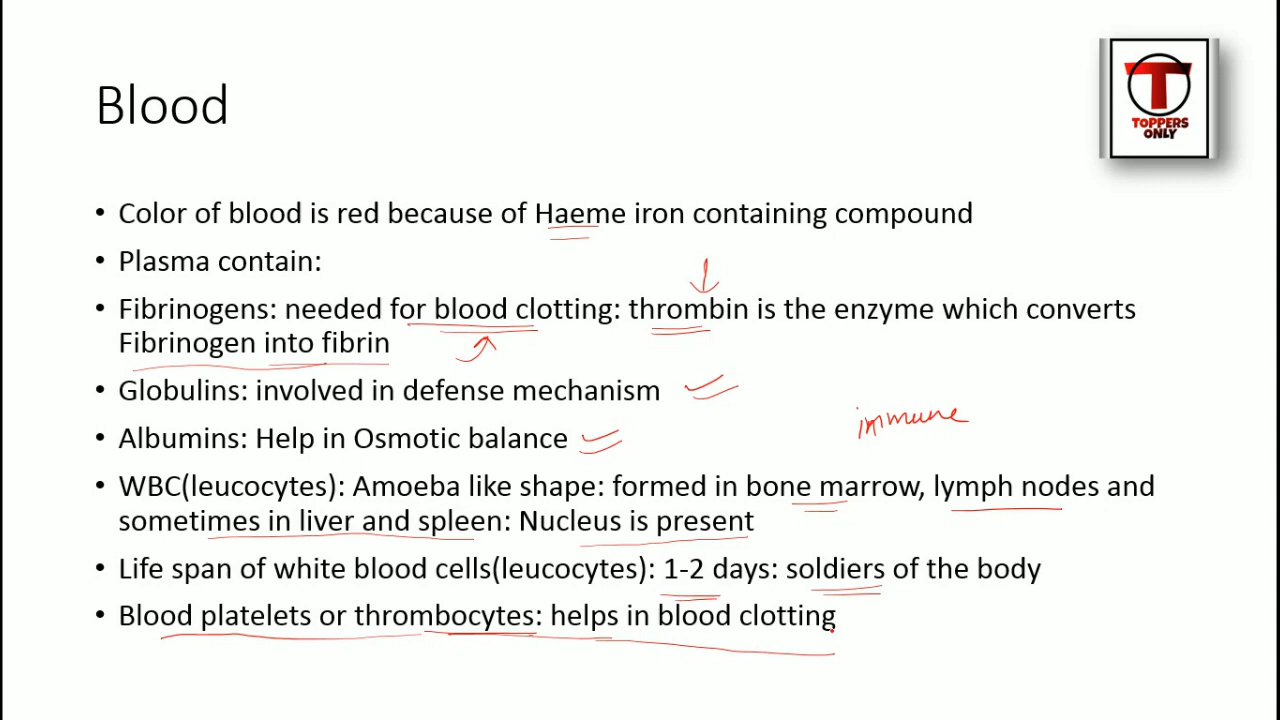 Blood
T
TOPPERS
ONLY
• Color of blood is red because of Haeme iron containing compound
• Plasma contain:
• Fibrinogens: needed for blood clotting: thrombin is the enzyme which converts
Fibrinogen into fibrin
• Globulins: involved in defense mechanism
immune
• Albumins: Help in Osmotic balance
• WBC(leucocytes): Amoeba like shape: formed in bone marrow, lymph nodes and
sometimes in liver and spleen: Nucleus is present
• Life span of white blood cells(leucocytes): 1-2 days: soldiers of the body
• Blood platelets or thrombocytes: helps in blood clotting